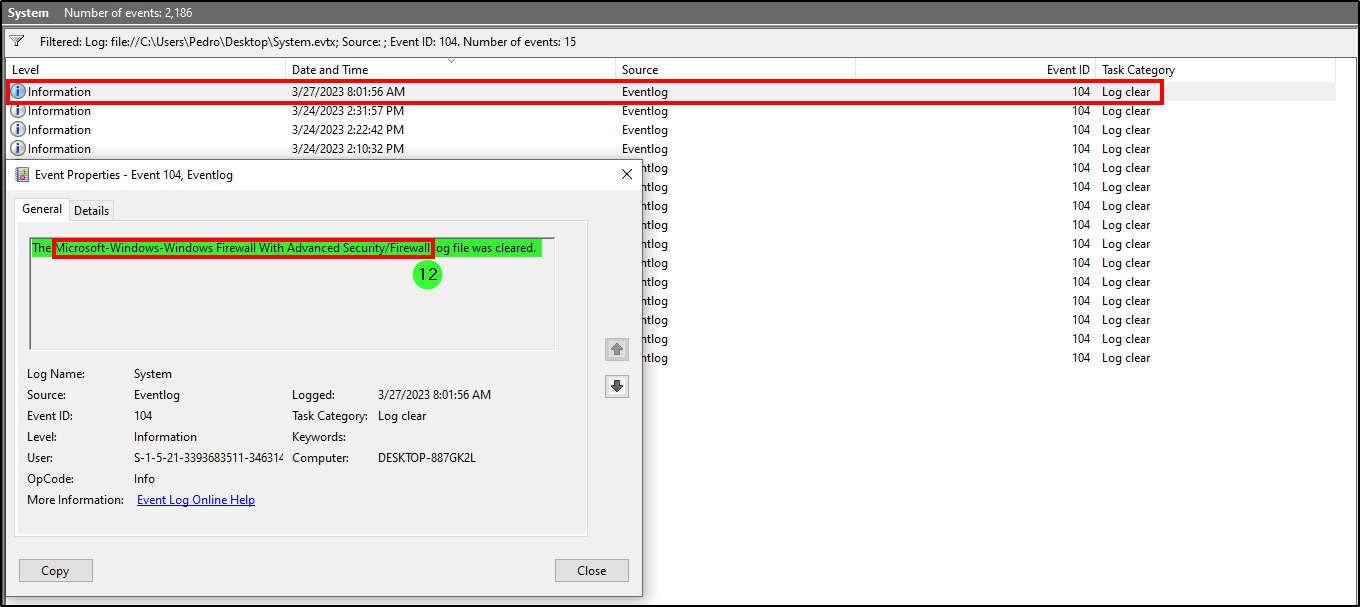 System Number of events: 2,186
Filtered: Log: file://C:\Users\Pedro\Desktop\System.evtx; Source: ; Event ID: 104. Number of events: 15
Level Date and Time Source Event ID Task Category
Information 3/27/2023 8:01:56 AM Eventlog 104 Log clear
Information 3/24/2023 2:31:57 PM Eventlog 104 Log clear
Information 3/24/2023 2:22:42 PM Eventlog 104 Log clear
Information 3/24/2023 2:10:32 PM Eventlog 104 Log clear
ntlog 104 Log clear
ntlog 104 Log clear
ntlog 104 Log clear
ntlog 104 Log clear
ntlog 104 Log clear
ntlog 104 Log clear
ntlog 104 Log clear
ntlog 104 Log clear
ntlog 104 Log clear
ntlog 104 Log clear
ntlog 104 Log clear
Event Properties - Event 104, Eventlog
General Details
The Microsoft-Windows-Windows Firewall With Advanced Security/Firewall og file was cleared.
12
Log Name: System
Source: Eventlog Logged: 3/27/2023 8:01:56 AM
Event ID: 104 Task Category: Log clear
Level: Information Keywords:
User: S-1-5-21-3393683511-346314 Computer: DESKTOP-887GK2L
OpCode: Info
More Information: Event Log Online Help
Copy Close